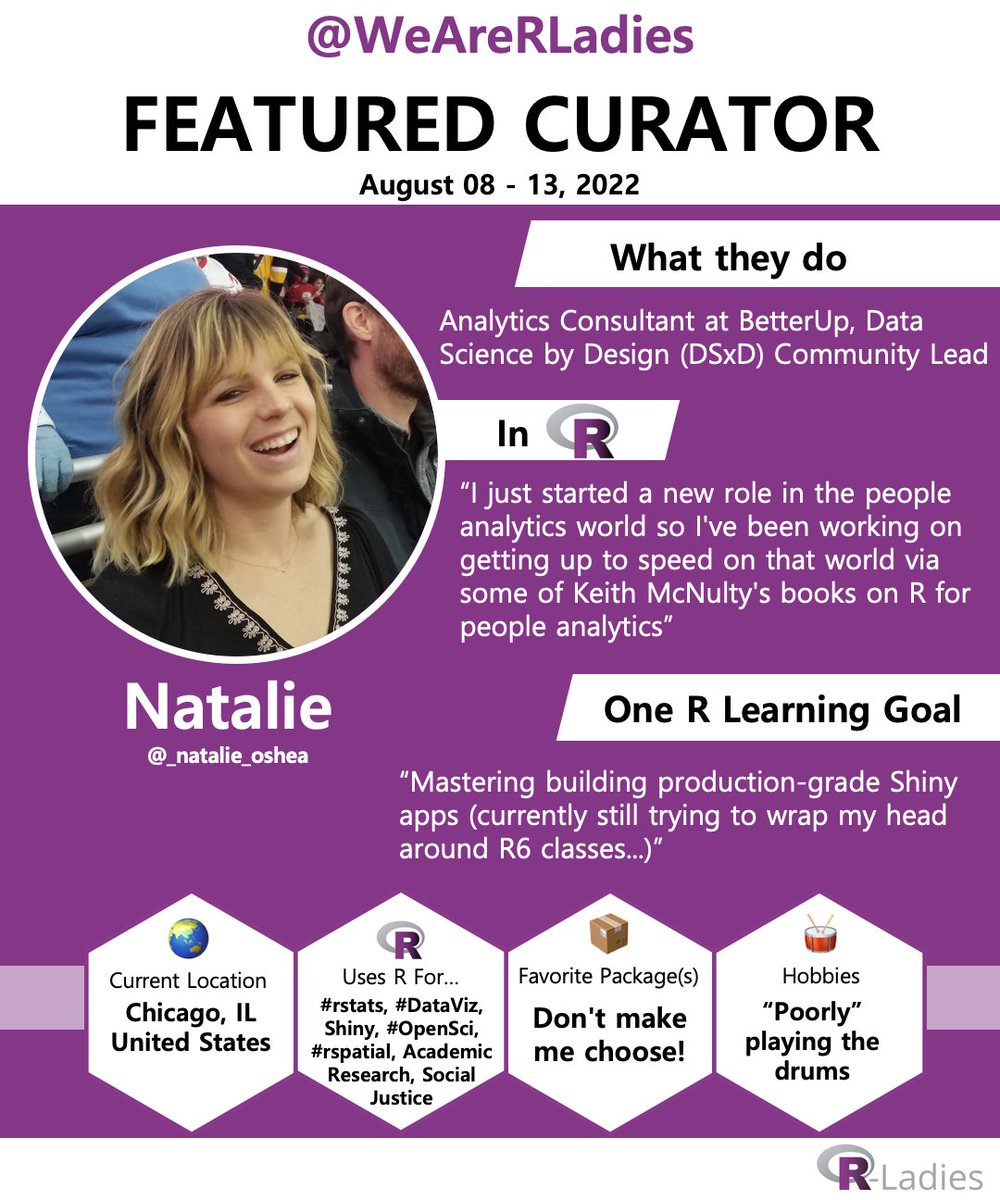 @WeAreRLadies
FEATURED CURATOR
August 08 - 13, 2022
What they do
Analytics Consultant at BetterUp, Data
Science by Design (DSxD) Community Lead
In R
“I just started a new role in the people
analytics world so I've been working on
getting up to speed on that world via
some of Keith McNulty's books on R for
people analytics”
Natalie
@_natalie_oshea
One R Learning Goal
“Mastering building production-grade Shiny
apps (currently still trying to wrap my head
around R6 classes...)”
R
Current Location
Chicago, IL
United States
Uses R For...
#rstats, #DataViz,
Shiny, #OpenSci,
#rspatial, Academic
Research, Social
Justice
Favorite Package(s)
Don't make
me choose!
Hobbies
“Poorly”
playing the
drums
R-Ladies